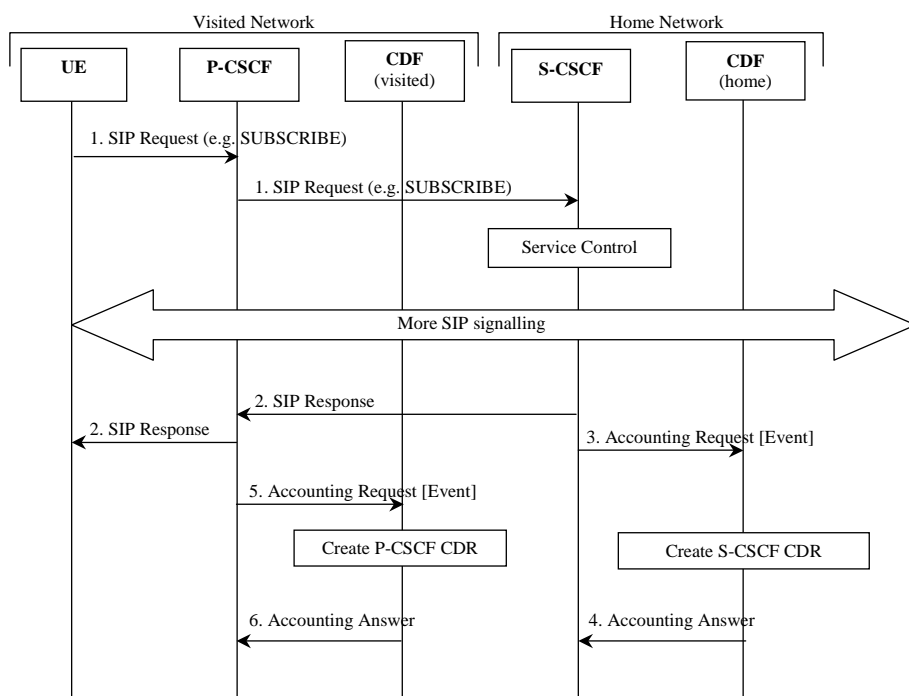 Visited Network
Home Network
UE
P-CSCF
CDF
(visited)
S-CSCF
CDF
(home)
1. SIP Request (e.g. SUBSCRIBE)
1. SIP Request (e.g. SUBSCRIBE)
Service Control
More SIP signalling
2. SIP Response
2. SIP Response
3. Accounting Request [Event]
5. Accounting Request [Event]
Create P-CSCF CDR
Create S-CSCF CDR
6. Accounting Answer
4. Accounting Answer